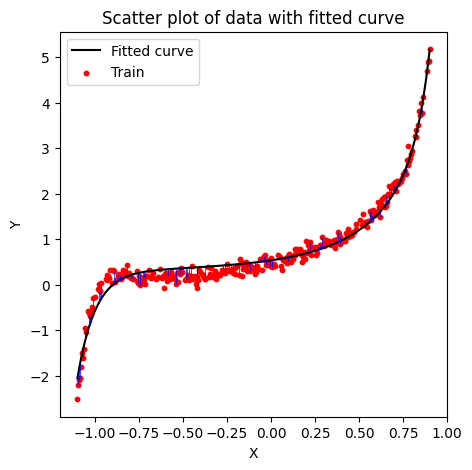 Scatter plot of data with fitted curve
Fitted curve
Train
5
4
3
2
1
0
−1
−2
Y
−1.00 −0.75 −0.50 −0.25 0.00 0.25 0.50 0.75 1.00
X